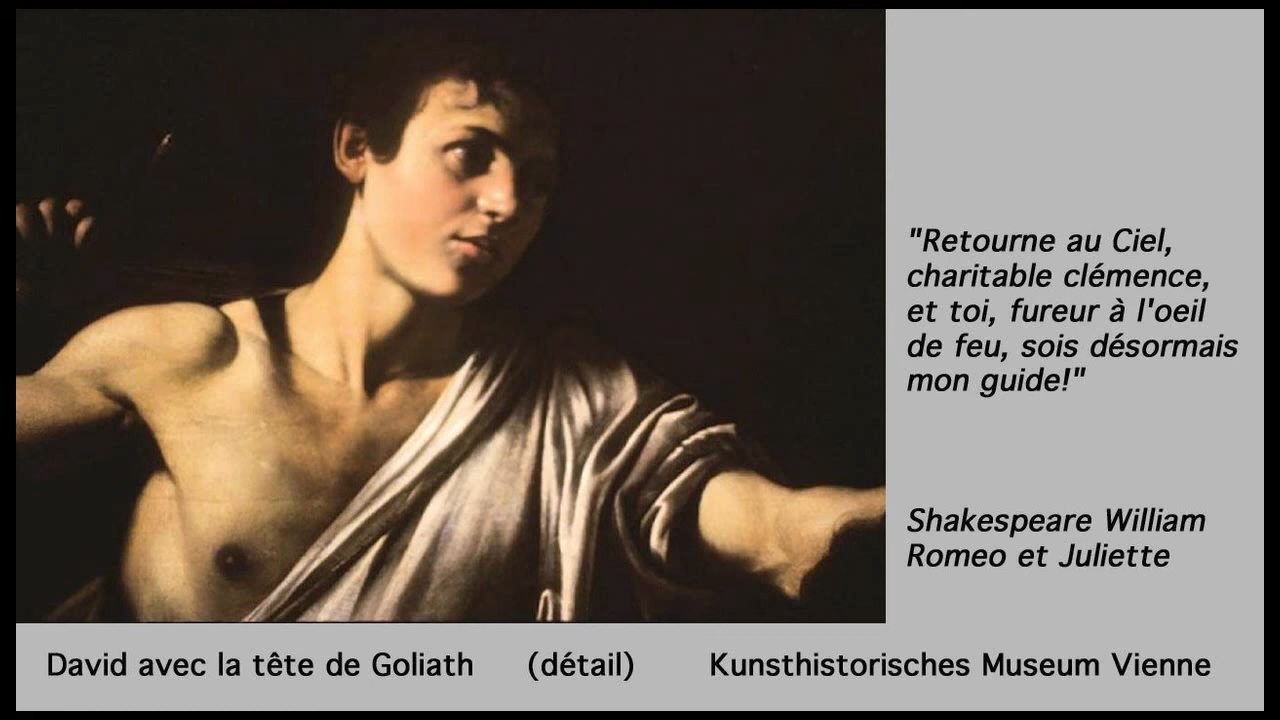 "Retourne au Ciel,
charitable clémence,
et toi, fureur à l'oeil
de feu, sois désormais
mon guide!"
Shakespeare William
Romeo et Juliette
David avec la tête de Goliath (détail) Kunsthistorisches Museum Vienne